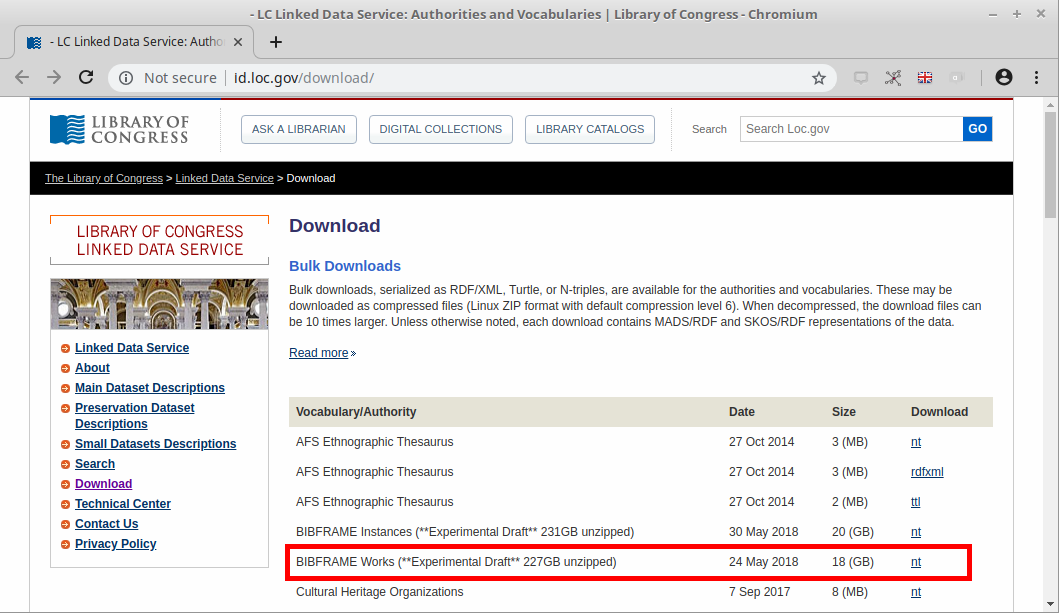 - LC Linked Data Service: Authorities and Vocabularies | Library of Congress - Chromium
- LC Linked Data Service: Autho
Not secure | id.loc.gov/download/
LIBRARY OF
CONGRESS
ASK A LIBRARIAN
DIGITAL COLLECTIONS
LIBRARY CATALOGS
Search
Search Loc.gov
GO
The Library of Congress > Linked Data Service > Download
LIBRARY OF CONGRESS
LINKED DATA SERVICE
Linked Data Service
About
Main Dataset Descriptions
Preservation Dataset
Descriptions
Small Datasets Descriptions
Search
Download
Technical Center
Contact Us
Privacy Policy
Download
Bulk Downloads
Bulk downloads, serialized as RDF/XML, Turtle, or N-triples, are available for the authorities and vocabularies. These may be
downloaded as compressed files (Linux ZIP format with default compression level 6). When decompressed, the download files can
be 10 times larger. Unless otherwise noted, each download contains MADS/RDF and SKOS/RDF representations of the data.
Read more »
Vocabulary/Authority Date Size Download
AFS Ethnographic Thesaurus 27 Oct 2014 3 (MB) nt
AFS Ethnographic Thesaurus 27 Oct 2014 3 (MB) rdfxml
AFS Ethnographic Thesaurus 27 Oct 2014 2 (MB) ttl
BIBFRAME Instances (**Experimental Draft** 231GB unzipped) 30 May 2018 20 (GB) nt
BIBFRAME Works (**Experimental Draft** 227GB unzipped) 24 May 2018 18 (GB) nt
Cultural Heritage Organizations 7 Sep 2017 8 (MB) nt